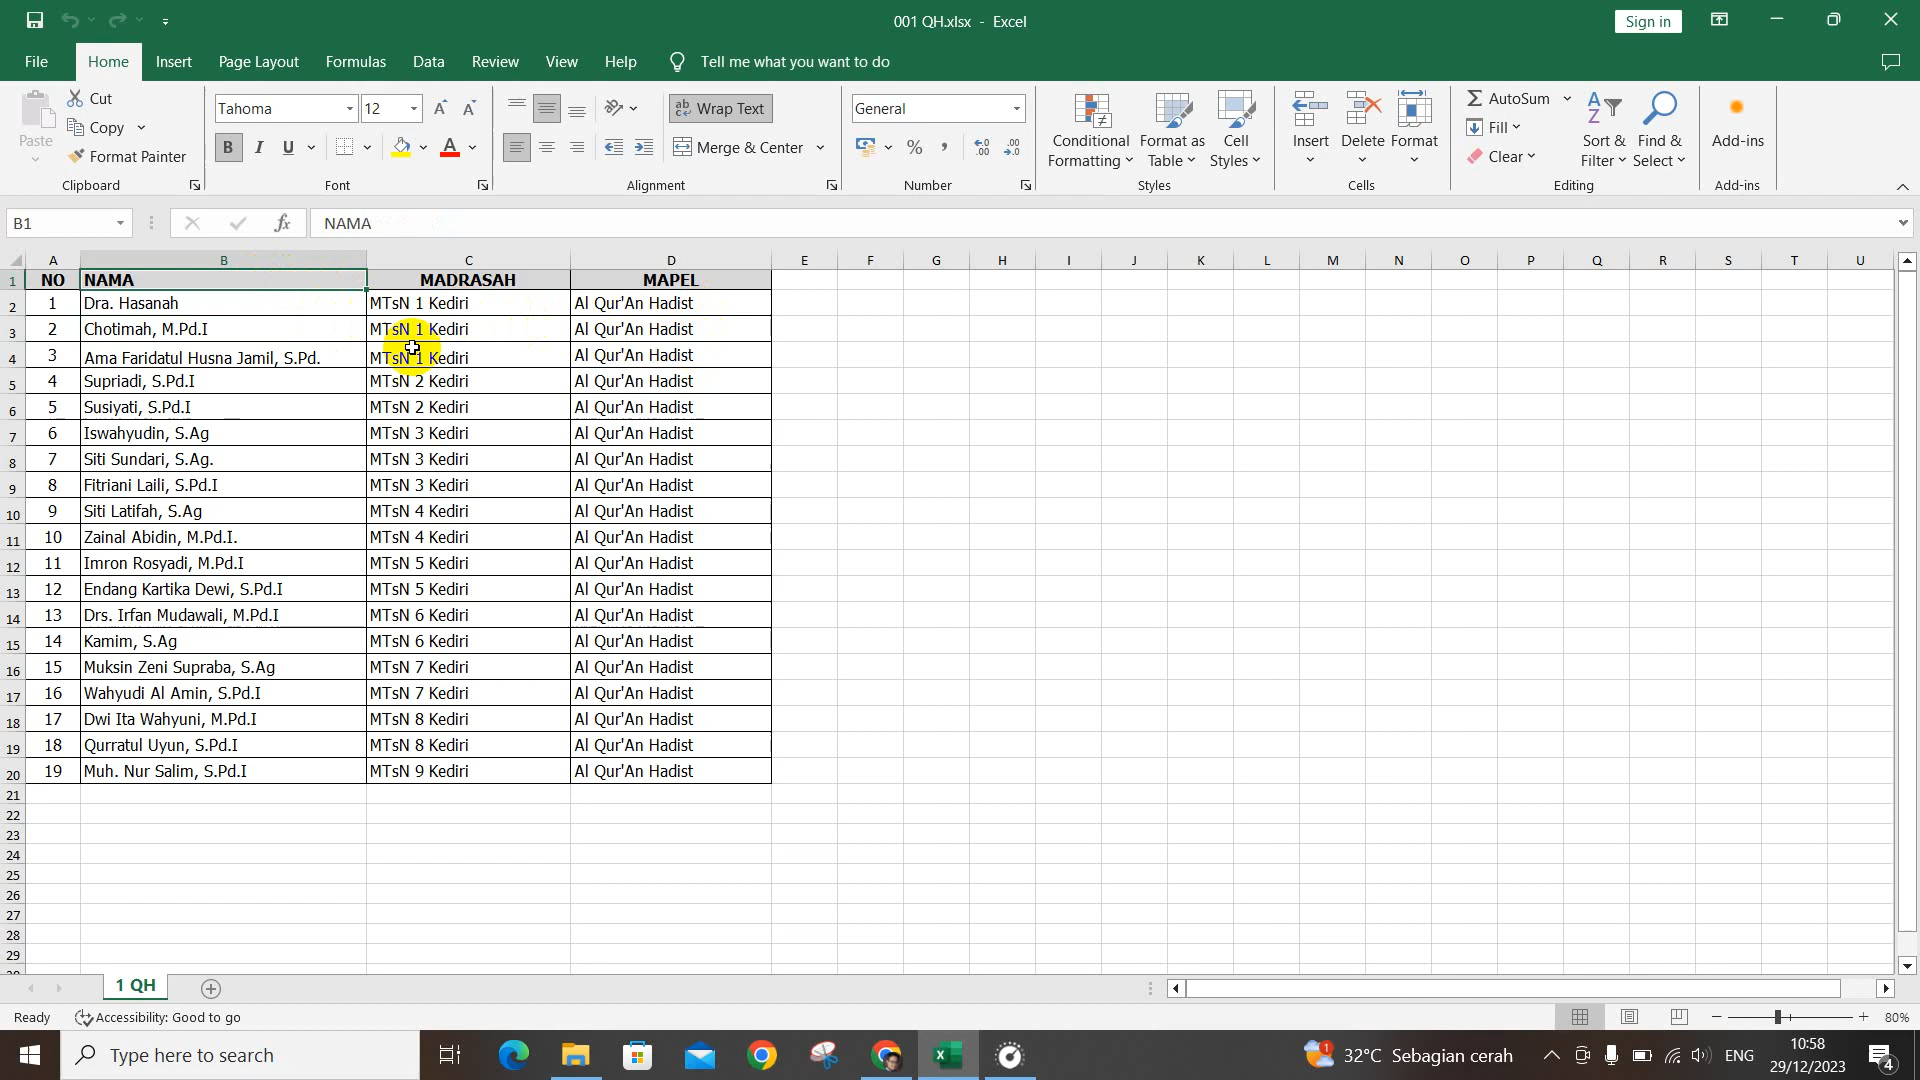 001 QH.xlsx - Excel
Sign in
File Home Insert Page Layout Formulas Data Review View Help Tell me what you want to do
Paste
Cut
Copy
Format Painter
Clipboard
Tahoma 12
B I U A
Font
ab Wrap Text
Merge & Center
Alignment
General
% ,
Number
Conditional Formatting
Format as Table
Cell Styles
Styles
Insert Delete Format
Cells
AutoSum
Fill
Clear
Sort & Filter
Find & Select
Editing
Add-ins
Add-ins
B1 fx NAMA
A B C D E F G H I J K L M N O P Q R S T U
1 NO NAMA MADRASAH MAPEL
2 1 Dra. Hasanah MTsN 1 Kediri Al Qur'An Hadist
3 2 Chotimah, M.Pd.I MTsN 1 Kediri Al Qur'An Hadist
4 3 Ama Faridatul Husna Jamil, S.Pd. MTsN 1 Kediri Al Qur'An Hadist
5 4 Supriadi, S.Pd.I MTsN 2 Kediri Al Qur'An Hadist
6 5 Susiyati, S.Pd.I MTsN 2 Kediri Al Qur'An Hadist
7 6 Iswahyudin, S.Ag MTsN 3 Kediri Al Qur'An Hadist
8 7 Siti Sundari, S.Ag. MTsN 3 Kediri Al Qur'An Hadist
9 8 Fitriani Laili, S.Pd.I MTsN 3 Kediri Al Qur'An Hadist
10 9 Siti Latifah, S.Ag MTsN 4 Kediri Al Qur'An Hadist
11 10 Zainal Abidin, M.Pd.I. MTsN 4 Kediri Al Qur'An Hadist
12 11 Imron Rosyadi, M.Pd.I MTsN 5 Kediri Al Qur'An Hadist
13 12 Endang Kartika Dewi, S.Pd.I MTsN 5 Kediri Al Qur'An Hadist
14 13 Drs. Irfan Mudawali, M.Pd.I MTsN 6 Kediri Al Qur'An Hadist
15 14 Kamim, S.Ag MTsN 6 Kediri Al Qur'An Hadist
16 15 Muksin Zeni Supraba, S.Ag MTsN 7 Kediri Al Qur'An Hadist
17 16 Wahyudi Al Amin, S.Pd.I MTsN 7 Kediri Al Qur'An Hadist
18 17 Dwi Ita Wahyuni, M.Pd.I MTsN 8 Kediri Al Qur'An Hadist
19 18 Qurratul Uyun, S.Pd.I MTsN 8 Kediri Al Qur'An Hadist
20 19 Muh. Nur Salim, S.Pd.I MTsN 9 Kediri Al Qur'An Hadist
21
22
23
24
25
26
27
28
29
1 QH
Ready Accessibility: Good to go 80%
Type here to search
1 32°C Sebagian cerah ENG
10:58
29/12/2023
4